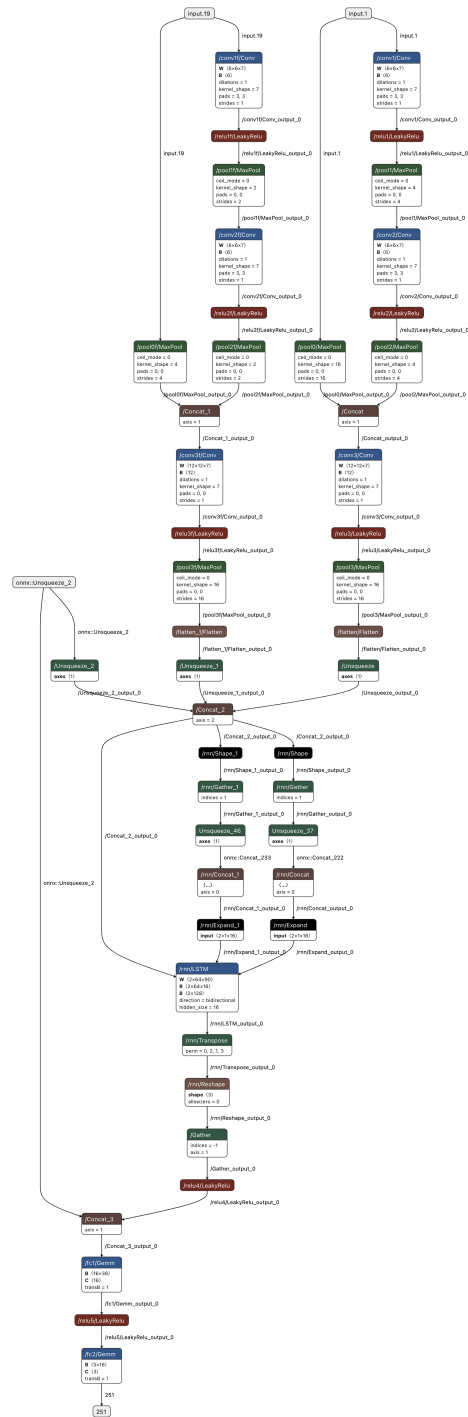 input.19
input.1
input.19
input.1
/conv1f/Conv
W ⟨6×6×7⟩
B ⟨6⟩
dilations = 1
kernel_shape = 7
pads = 3, 3
strides = 1
/conv1/Conv
W ⟨6×6×7⟩
B ⟨6⟩
dilations = 1
kernel_shape = 7
pads = 3, 3
strides = 1
/conv1f/Conv_output_0
/conv1/Conv_output_0
/relu1f/LeakyRelu
/relu1/LeakyRelu
input.19
/relu1f/LeakyRelu_output_0
input.1
/relu1/LeakyRelu_output_0
/pool1f/MaxPool
ceil_mode = 0
kernel_shape = 2
pads = 0, 0
strides = 2
/pool1/MaxPool
ceil_mode = 0
kernel_shape = 4
pads = 0, 0
strides = 4
/pool1f/MaxPool_output_0
/pool1/MaxPool_output_0
/conv2f/Conv
W ⟨6×6×7⟩
B ⟨6⟩
dilations = 1
kernel_shape = 7
pads = 3, 3
strides = 1
/conv2/Conv
W ⟨6×6×7⟩
B ⟨6⟩
dilations = 1
kernel_shape = 7
pads = 3, 3
strides = 1
/conv2f/Conv_output_0
/conv2/Conv_output_0
/relu2f/LeakyRelu
/relu2/LeakyRelu
/relu2f/LeakyRelu_output_0
/relu2/LeakyRelu_output_0
/pool0f/MaxPool
ceil_mode = 0
kernel_shape = 4
pads = 0, 0
strides = 4
/pool2f/MaxPool
ceil_mode = 0
kernel_shape = 2
pads = 0, 0
strides = 2
/pool0/MaxPool
ceil_mode = 0
kernel_shape = 16
pads = 0, 0
strides = 16
/pool2/MaxPool
ceil_mode = 0
kernel_shape = 4
pads = 0, 0
strides = 4
/pool0f/MaxPool_output_0
/pool2f/MaxPool_output_0
/pool0/MaxPool_output_0
/pool2/MaxPool_output_0
/Concat_1
axis = 1
/Concat
axis = 1
/Concat_1_output_0
/Concat_output_0
/conv3f/Conv
W ⟨12×12×7⟩
B ⟨12⟩
dilations = 1
kernel_shape = 7
pads = 0, 0
strides = 1
/conv3/Conv
W ⟨12×12×7⟩
B ⟨12⟩
dilations = 1
kernel_shape = 7
pads = 0, 0
strides = 1
/conv3f/Conv_output_0
/conv3/Conv_output_0
/relu3f/LeakyRelu
/relu3/LeakyRelu
/relu3f/LeakyRelu_output_0
/relu3/LeakyRelu_output_0
/pool3f/MaxPool
ceil_mode = 0
kernel_shape = 16
pads = 0, 0
strides = 16
/pool3/MaxPool
ceil_mode = 0
kernel_shape = 16
pads = 0, 0
strides = 16
onnx::Unsqueeze_2
/pool3f/MaxPool_output_0
/pool3/MaxPool_output_0
onnx::Unsqueeze_2
/flatten_1/Flatten
/flatten/Flatten
/flatten_1/Flatten_output_0
/flatten/Flatten_output_0
/Unsqueeze_2
axes ⟨1⟩
/Unsqueeze_1
axes ⟨1⟩
/Unsqueeze
axes ⟨1⟩
/Unsqueeze_2_output_0
/Unsqueeze_1_output_0
/Unsqueeze_output_0
/Concat_2
axis = 2
/Concat_2_output_0
/Concat_2_output_0
/rnn/Shape_1
/rnn/Shape
/rnn/Shape_1_output_0
/rnn/Shape_output_0
/rnn/Gather_1
indices = 1
/rnn/Gather
indices = 1
/rnn/Gather_1_output_0
/rnn/Gather_output_0
/Concat_2_output_0
Unsqueeze_46
axes ⟨1⟩
Unsqueeze_37
axes ⟨1⟩
onnx::Concat_233
onnx::Concat_222
onnx::Unsqueeze_2
/rnn/Concat_1
⟨...⟩
axis = 0
/rnn/Concat
⟨...⟩
axis = 0
/rnn/Concat_1_output_0
/rnn/Concat_output_0
/rnn/Expand_1
input ⟨2×1×16⟩
/rnn/Expand
input ⟨2×1×16⟩
/rnn/Expand_1_output_0
/rnn/Expand_output_0
/rnn/LSTM
W ⟨2×64×90⟩
R ⟨2×64×16⟩
B ⟨2×128⟩
direction = bidirectional
hidden_size = 16
/rnn/LSTM_output_0
/rnn/Transpose
perm = 0, 2, 1, 3
/rnn/Transpose_output_0
/rnn/Reshape
shape ⟨3⟩
allowzero = 0
/rnn/Reshape_output_0
/Gather
indices = -1
axis = 1
/Gather_output_0
/relu4/LeakyRelu
/relu4/LeakyRelu_output_0
/Concat_3
axis = 1
/Concat_3_output_0
/fc1/Gemm
B ⟨16×38⟩
C ⟨16⟩
transB = 1
/fc1/Gemm_output_0
/relu5/LeakyRelu
/relu5/LeakyRelu_output_0
/fc2/Gemm
B ⟨3×16⟩
C ⟨3⟩
transB = 1
251
251